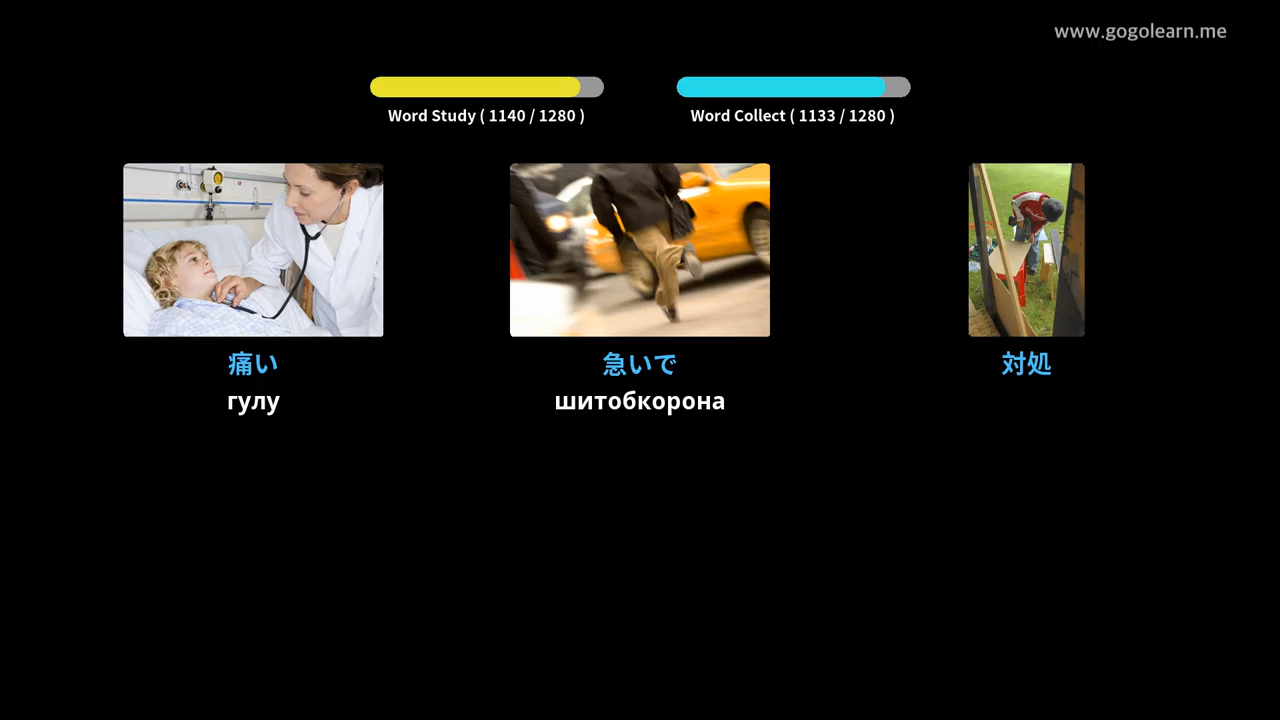 www.gogolearn.me
Word Study ( 1140 / 1280 )
Word Collect ( 1133 / 1280 )
痛い
急いで
対処
гулу
шитобкорона